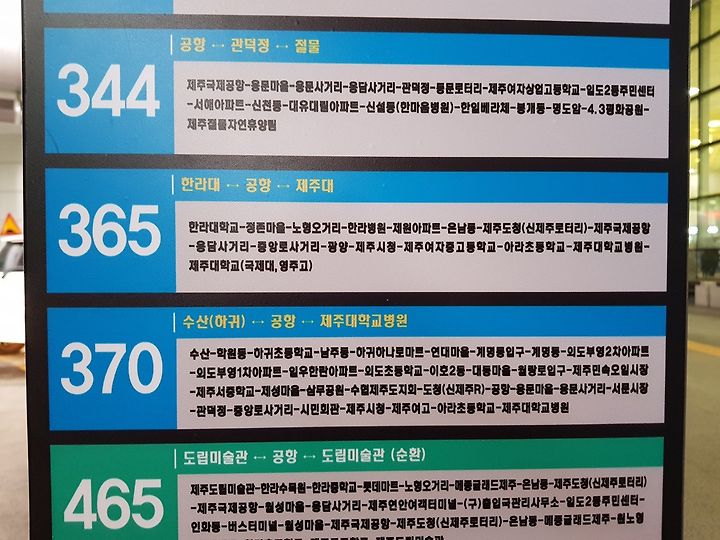 344
공항 ↔ 관덕정 ↔ 절물
제주국제공항-용문마을-용문사거리-용담사거리-관덕정-동문로터리-제주여자상업고등학교-일도2동주민센터
-서해아파트-신천동-대유대림아파트-신설동(한마음병원)-한일베라체-봉개동-명도암-4.3평화공원-
제주절물자연휴양림
365
한라대 ↔ 공항 ↔ 제주대
한라대학교-정존마을-노형오거리-한라병원-제원아파트-은남동-제주도청(신제주로터리)-제주국제공항
-용담사거리-중앙로사거리-광양-제주시청-제주여자중고등학교-아라초등학교-제주대학교병원-
제주대학교(국제대,영주고)
370
수산(하귀) ↔ 공항 ↔ 제주대학교병원
수산-학원동-하귀초등학교-남주동-하귀하나로마트-연대마을-계명동입구-계명동-외도부영2차아파트
-외도부영1차아파트-일우한란아파트-외도초등학교-이호2동-대동마을-월랑로입구-제주민속오일시장
-제주서중학교-제성마을-삼무공원-수협제주도지회-도청(신제주R)-공항-용문마을-용문사거리-서문시장
-관덕정-중앙로사거리-시민회관-제주시청-제주여고-아라초등학교-제주대학교병원
465
도립미술관 ↔ 공항 ↔ 도립미술관 (순환)
제주도립미술관-한라수목원-한라중학교-롯데마트-노형오거리-메종글래드제주-은남동-제주도청(신제주로터리)
-제주국제공항-월성마을-용담사거리-제주연안여객터미널-(구)출입국관리사무소-일도2동주민센터-
인화동-버스터미널-월성마을-제주국제공항-제주도청(신제주로터리)-은남동-메종글래드제주-원노형